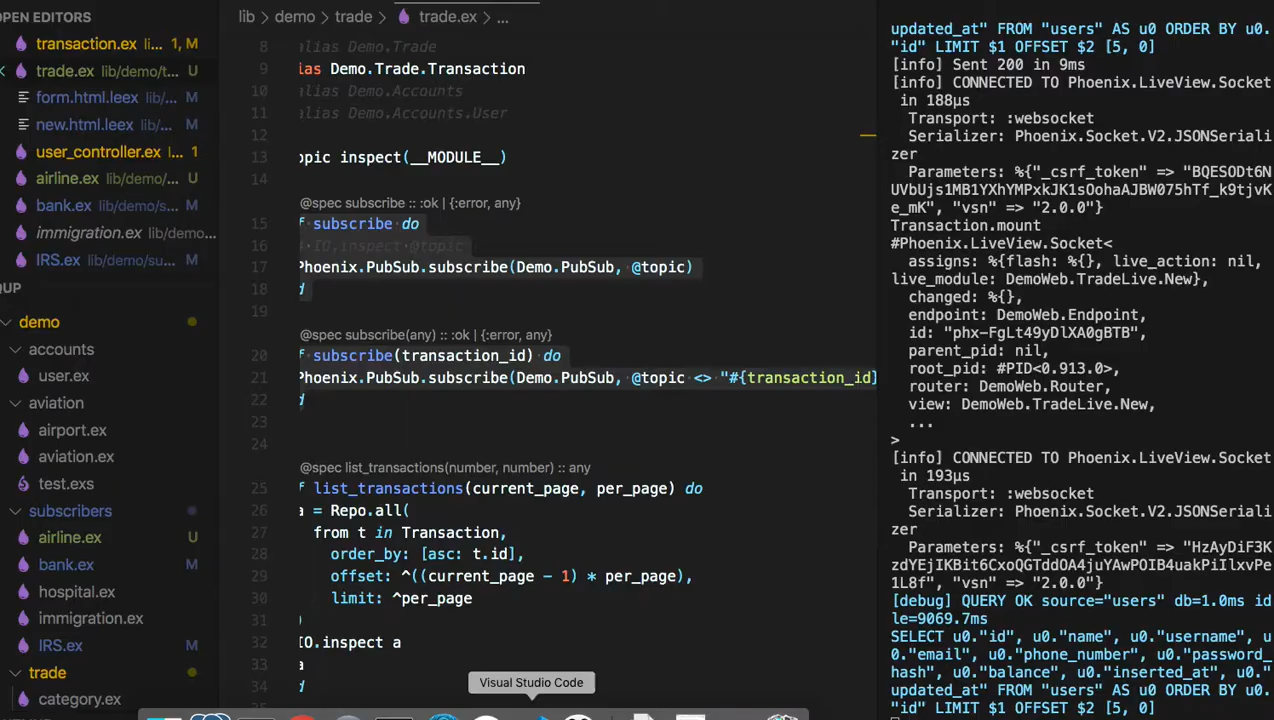 OPEN EDITORS
transaction.ex li... 1, M
trade.ex lib/demo/t... U
form.html.leex lib/... M
new.html.leex lib/... M
user_controller.ex l... 1
airline.ex lib/demo/... U
bank.ex lib/demo/s... M
immigration.ex lib/demo...
IRS.ex lib/demo/su... M
QUP
demo
accounts
user.ex
aviation
airport.ex
aviation.ex
test.exs
subscribers
airline.ex U
bank.ex M
hospital.ex
immigration.ex
IRS.ex M
trade
category.ex
lib > demo > trade > trade.ex > ...
8 alias Demo.Trade
9 ias Demo.Trade.Transaction
10 alias Demo.Accounts
11 alias Demo.Accounts.User
12
13 opic inspect(__MODULE__)
14
@spec subscribe :: :ok | {:error, any}
15 f subscribe do
16 # IO.inspect @topic
17 Phoenix.PubSub.subscribe(Demo.PubSub, @topic)
18 d
19
@spec subscribe(any) :: :ok | {:error, any}
20 f subscribe(transaction_id) do
21 Phoenix.PubSub.subscribe(Demo.PubSub, @topic <> "#{transaction_id}
22 d
23
24
@spec list_transactions(number, number) :: any
25 f list_transactions(current_page, per_page) do
26 a = Repo.all(
27 from t in Transaction,
28 order_by: [asc: t.id],
29 offset: ^((current_page - 1) * per_page),
30 limit: ^per_page
31 )
32 IO.inspect a
33 a
34 d
35
Visual Studio Code
updated_at" FROM "users" AS u0 ORDER BY u0.
"id" LIMIT $1 OFFSET $2 [5, 0]
[info] Sent 200 in 9ms
[info] CONNECTED TO Phoenix.LiveView.Socket
in 188µs
Transport: :websocket
Serializer: Phoenix.Socket.V2.JSONSeriali
zer
Parameters: %{"_csrf_token" => "BQESODt6N
UVbUjs1MB1YXhYMPxkJK1sOohaAJBW075hTf_k9tjvK
e_mK", "vsn" => "2.0.0"}
Transaction.mount
#Phoenix.LiveView.Socket<
assigns: %{flash: %{}, live_action: nil,
live_module: DemoWeb.TradeLive.New},
changed: %{},
endpoint: DemoWeb.Endpoint,
id: "phx-FgLt49yDlXA0gBTB",
parent_pid: nil,
root_pid: #PID<0.913.0>,
router: DemoWeb.Router,
view: DemoWeb.TradeLive.New,
...
>
[info] CONNECTED TO Phoenix.LiveView.Socket
in 193µs
Transport: :websocket
Serializer: Phoenix.Socket.V2.JSONSeriali
zer
Parameters: %{"_csrf_token" => "HzAyDiF3K
zdYEjIKBit6CxoQGTddOA4juYAwPOIB4uakPiIlxvPe
1L8f", "vsn" => "2.0.0"}
[debug] QUERY OK source="users" db=1.0ms id
le=9069.7ms
SELECT u0."id", u0."name", u0."username", u
0."email", u0."phone_number", u0."password_
hash", u0."balance", u0."inserted_at", u0."
updated_at" FROM "users" AS u0 ORDER BY u0.
"id" LIMIT $1 OFFSET $2 [5, 0]